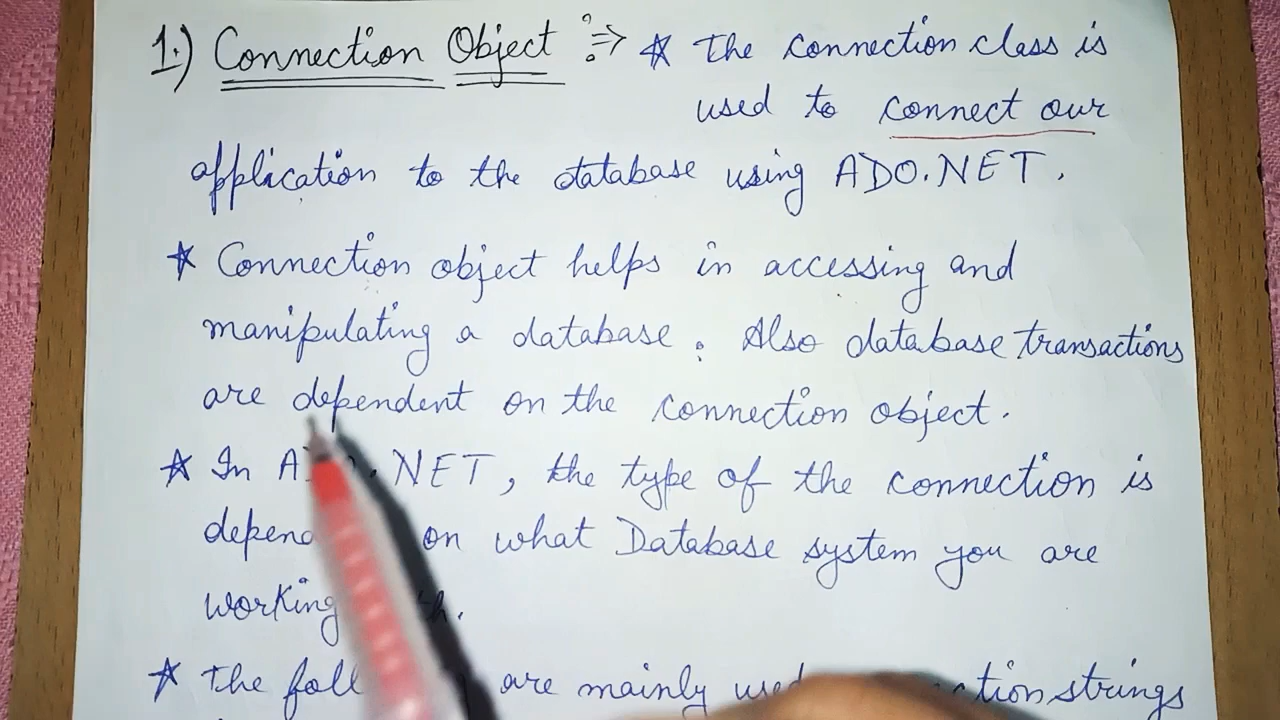 1.) Connection Object :⇒ * The connection class is
used to connect our
application to the database using ADO.NET.
* Connection object helps in accessing and
manipulating a database. Also database transactions
are dependent on the connection object.
* In ADO.NET, the type of the connection is
on what Database system you are
working
* The are mainly used strings